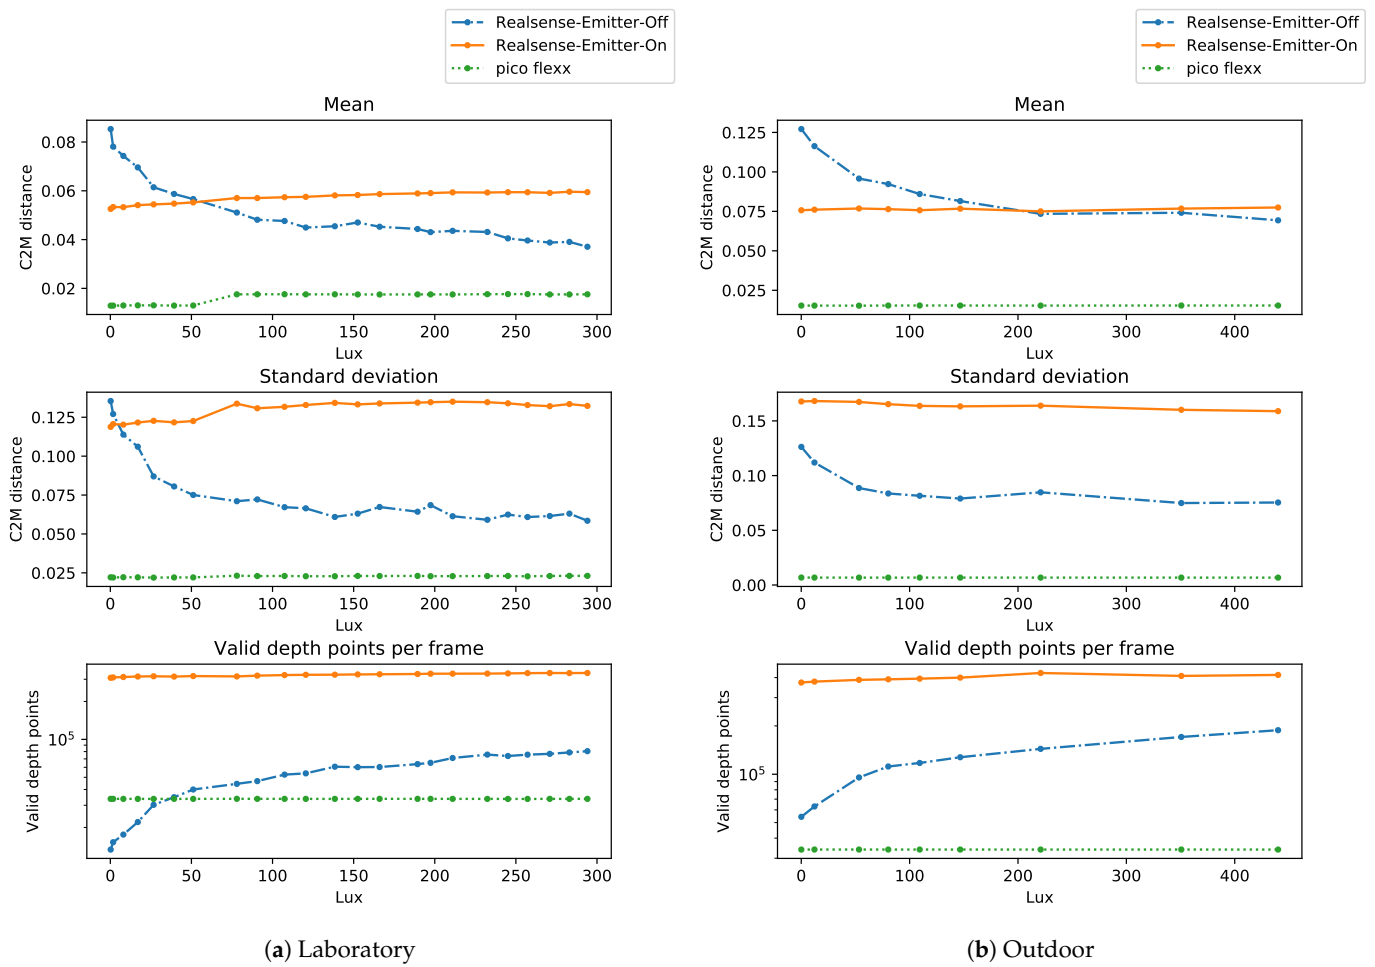 Realsense-Emitter-Off
Realsense-Emitter-On
pico flexx
Mean
C2M distance
0.08
0.06
0.04
0.02
0 50 100 150 200 250 300
Lux
Standard deviation
C2M distance
0.125
0.100
0.075
0.050
0.025
0 50 100 150 200 250 300
Lux
Valid depth points per frame
Valid depth points
10^5
0 50 100 150 200 250 300
Lux
(a) Laboratory
Realsense-Emitter-Off
Realsense-Emitter-On
pico flexx
Mean
C2M distance
0.125
0.100
0.075
0.050
0.025
0 100 200 300 400
Lux
Standard deviation
C2M distance
0.15
0.10
0.05
0.00
0 100 200 300 400
Lux
Valid depth points per frame
Valid depth points
10^5
0 100 200 300 400
Lux
(b) Outdoor